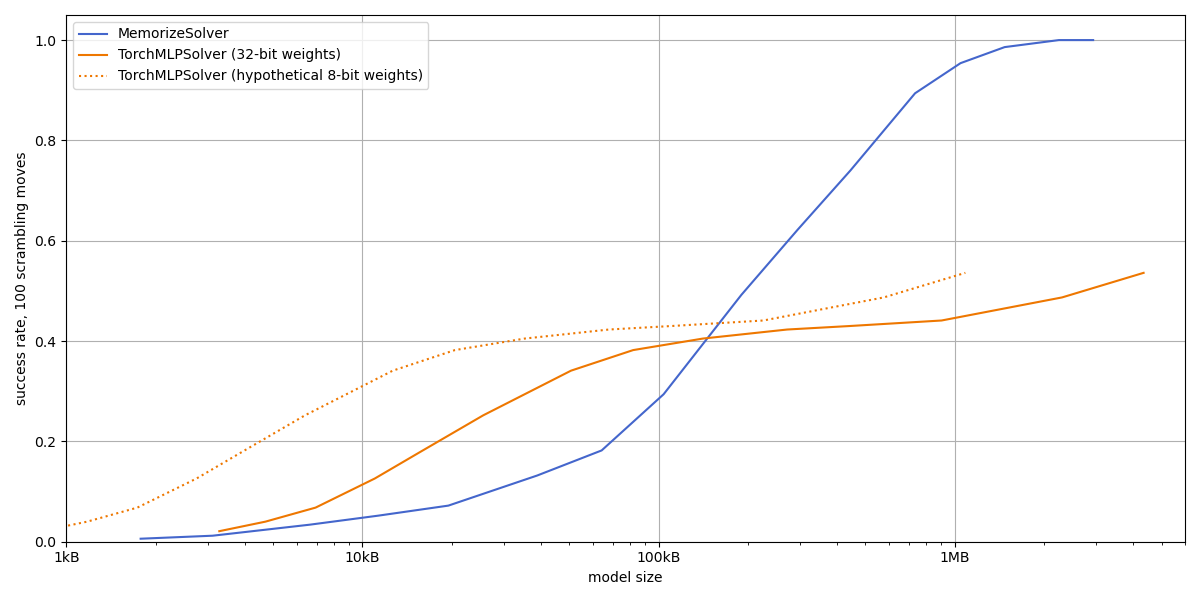 MemorizeSolver
TorchMLPSolver (32-bit weights)
TorchMLPSolver (hypothetical 8-bit weights)
success rate, 100 scrambling moves
1.0
0.8
0.6
0.4
0.2
0.0
1kB 10kB 100kB 1MB
model size